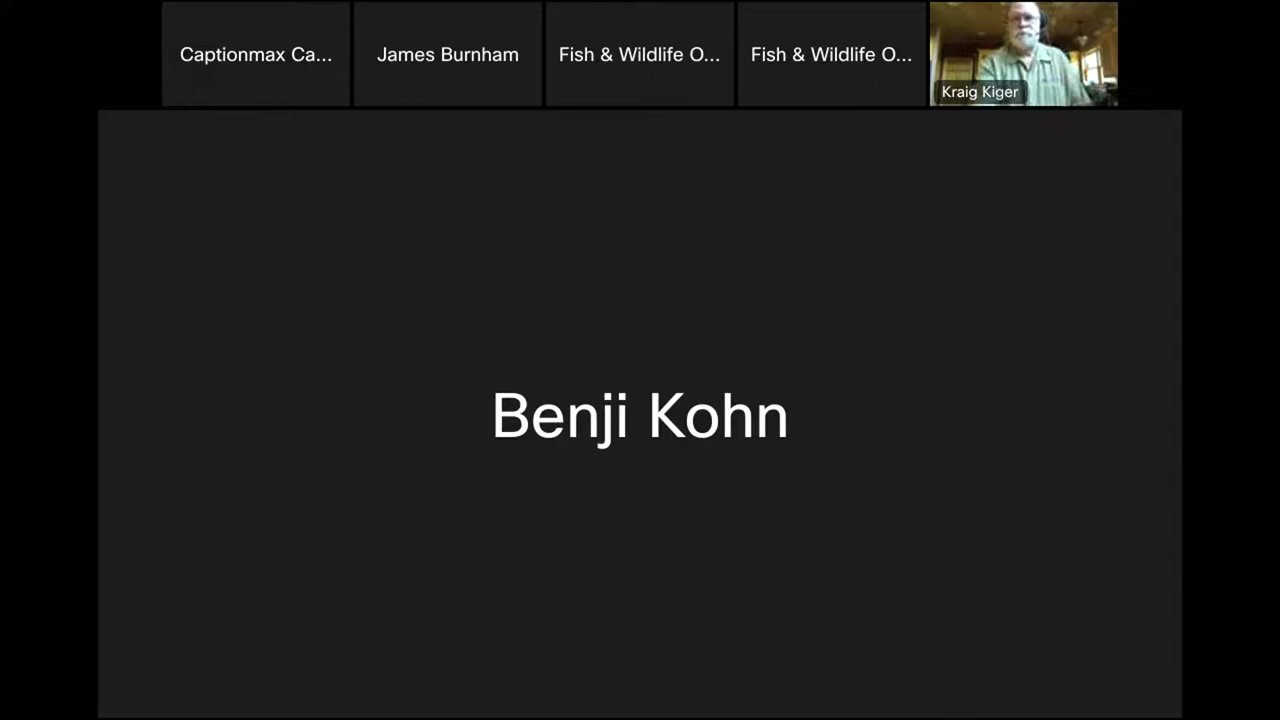 Captionmax Ca...
James Burnham
Fish & Wildlife O...
Fish & Wildlife O...
Kraig Kiger
Benji Kohn